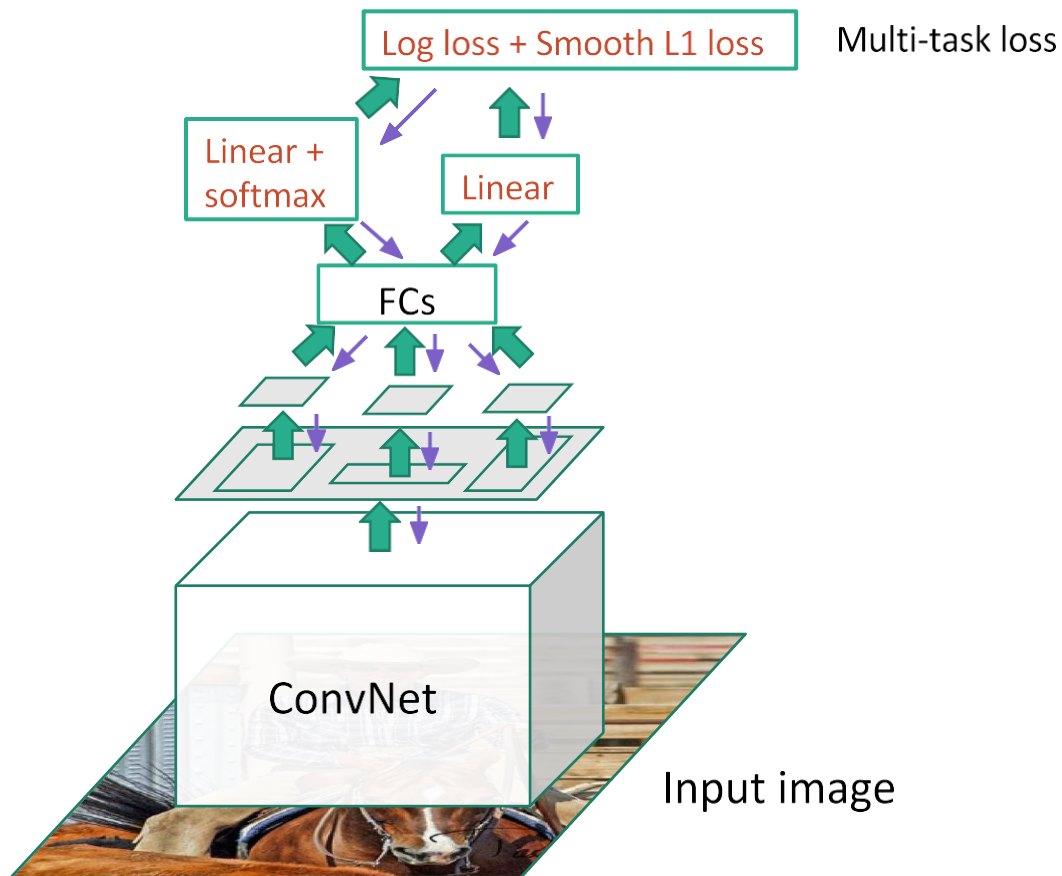 Log loss + Smooth L1 loss
Multi-task loss
Linear +
softmax
Linear
FCs
ConvNet
Input image